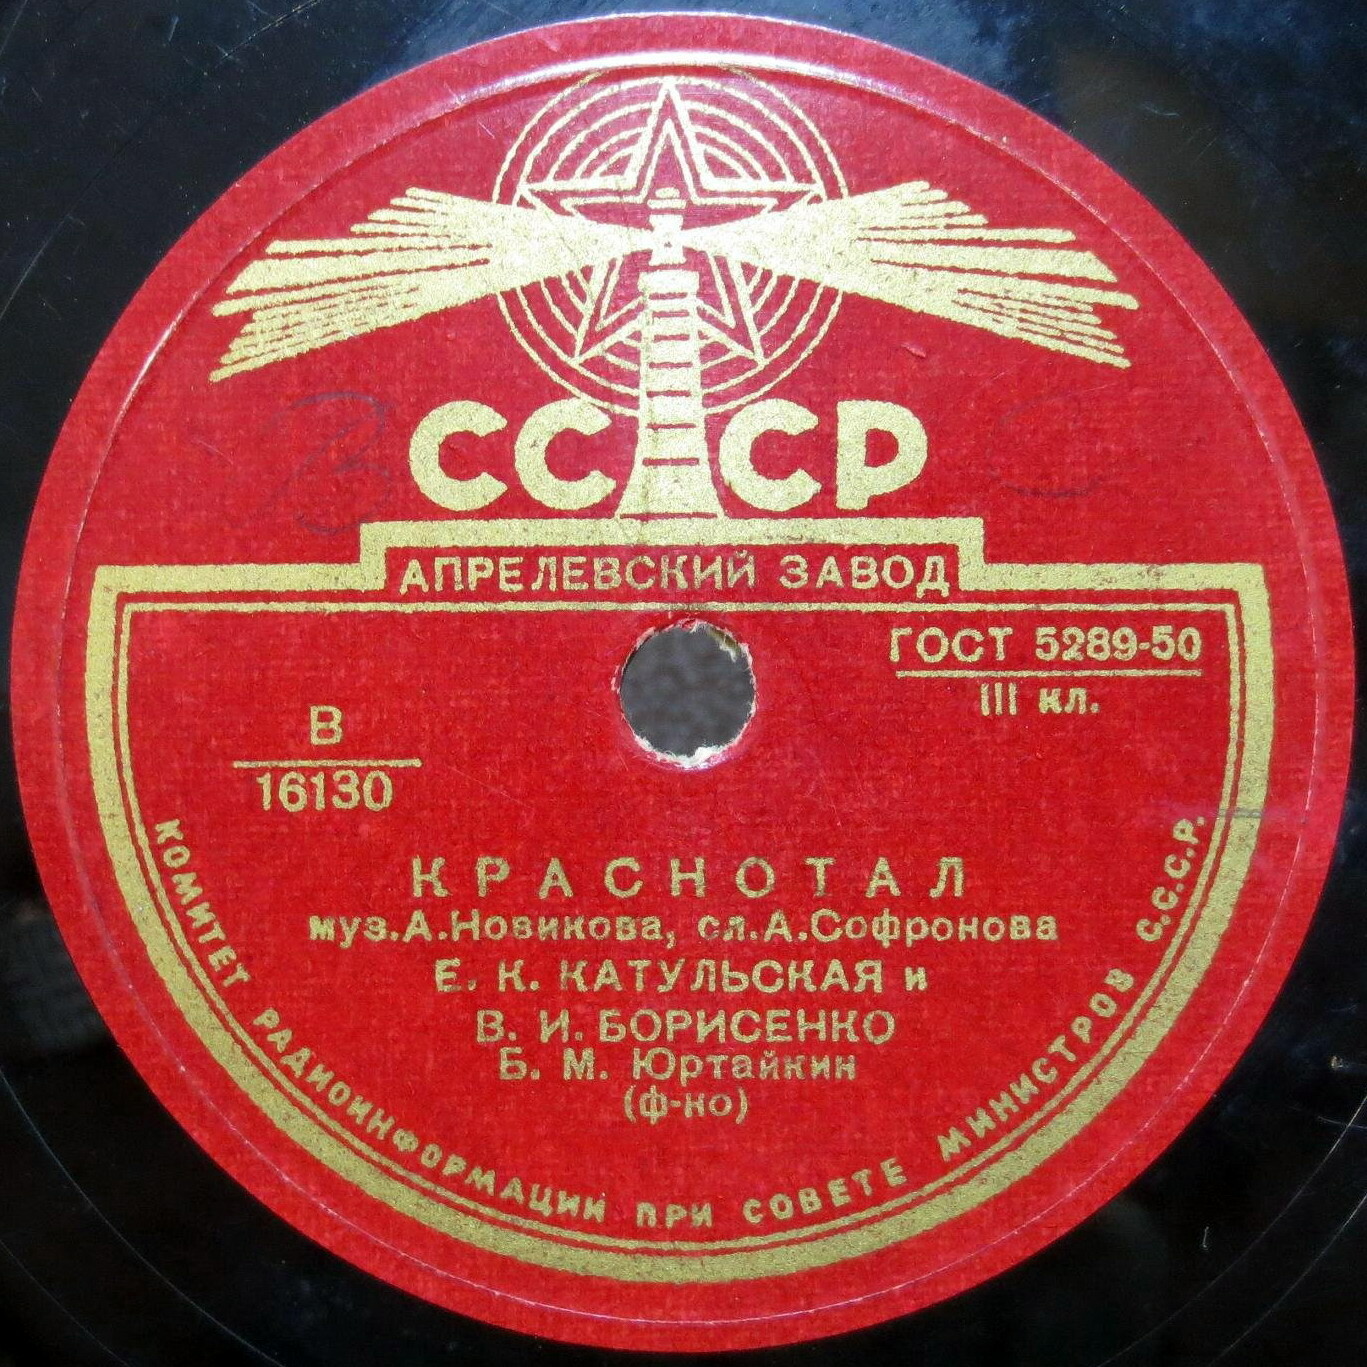 СССР
АПРЕЛЕВСКИЙ ЗАВОД
ГОСТ 5289-50
III кл.
В
16130
КРАСНОТАЛ
муз.А.Новикова, сл.А.Софронова
Е. К. КАТУЛЬСКАЯ и
В. И. БОРИСЕНКО
Б. М. Юртайкин
(ф-но)
КОМИТЕТ РАДИОИНФОРМАЦИИ ПРИ СОВЕТЕ МИНИСТРОВ С.С.С.Р.